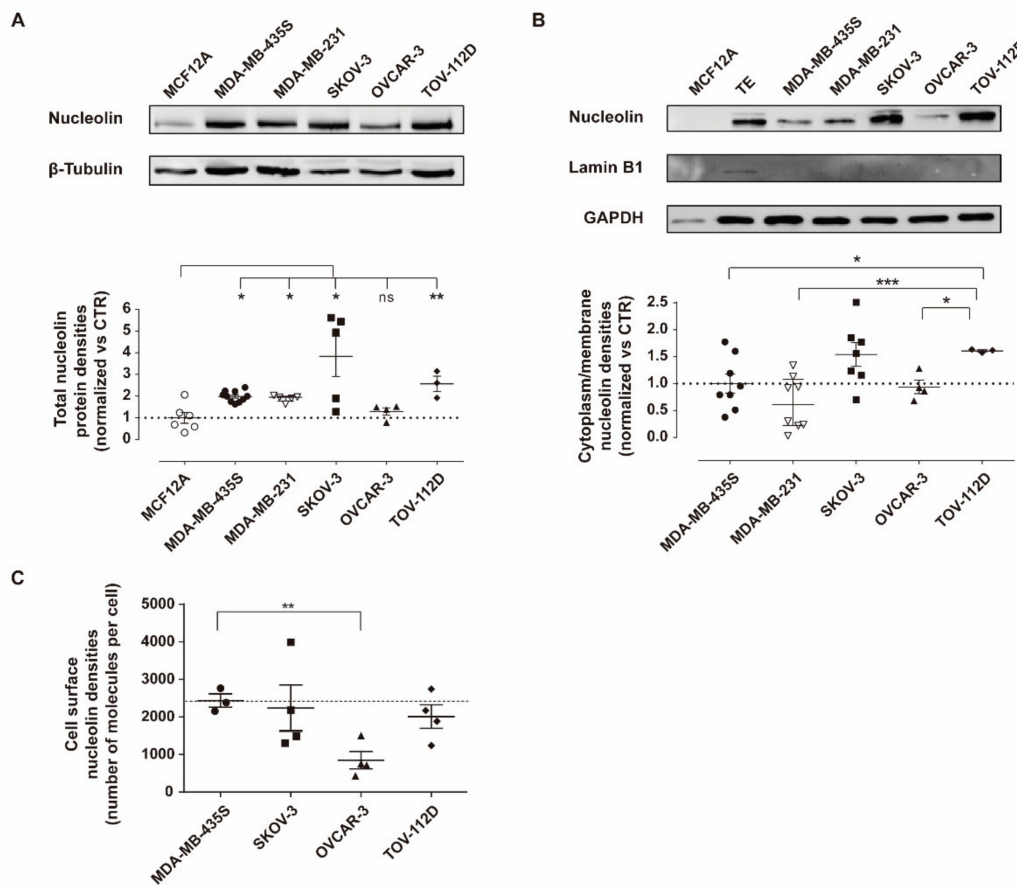 A
MCF12A
MDA-MB-435S
MDA-MB-231
SKOV-3
OVCAR-3
TOV-112D
Nucleolin
β-Tubulin
Total nucleolin
protein densities
(normalized vs CTR)
6
5
4
3
2
1
0
*
*
*
ns
**
MCF12A
MDA-MB-435S
MDA-MB-231
SKOV-3
OVCAR-3
TOV-112D
B
MCF12A
TE
MDA-MB-435S
MDA-MB-231
SKOV-3
OVCAR-3
TOV-112D
Nucleolin
Lamin B1
GAPDH
Cytoplasm/membrane
nucleolin densities
(normalized vs CTR)
2.5
2.0
1.5
1.0
0.5
0.0
*
***
*
MDA-MB-435S
MDA-MB-231
SKOV-3
OVCAR-3
TOV-112D
C
Cell surface
nucleolin densities
(number of molecules per cell)
5000
4000
3000
2000
1000
0
**
MDA-MB-435S
SKOV-3
OVCAR-3
TOV-112D